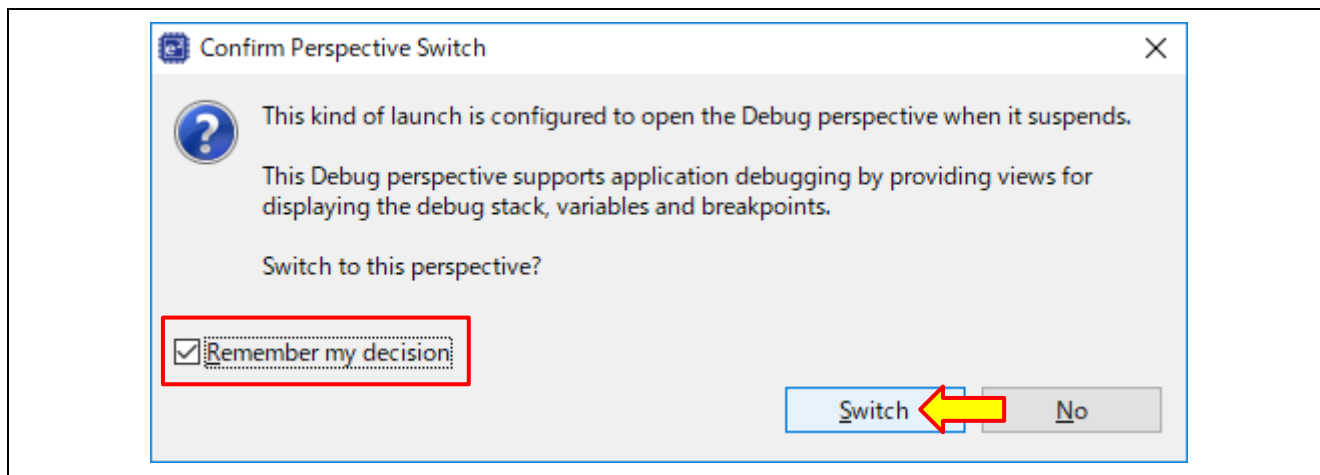 Confirm Perspective Switch
This kind of launch is configured to open the Debug perspective when it suspends.
This Debug perspective supports application debugging by providing views for
displaying the debug stack, variables and breakpoints.
Switch to this perspective?
Remember my decision
Switch
No